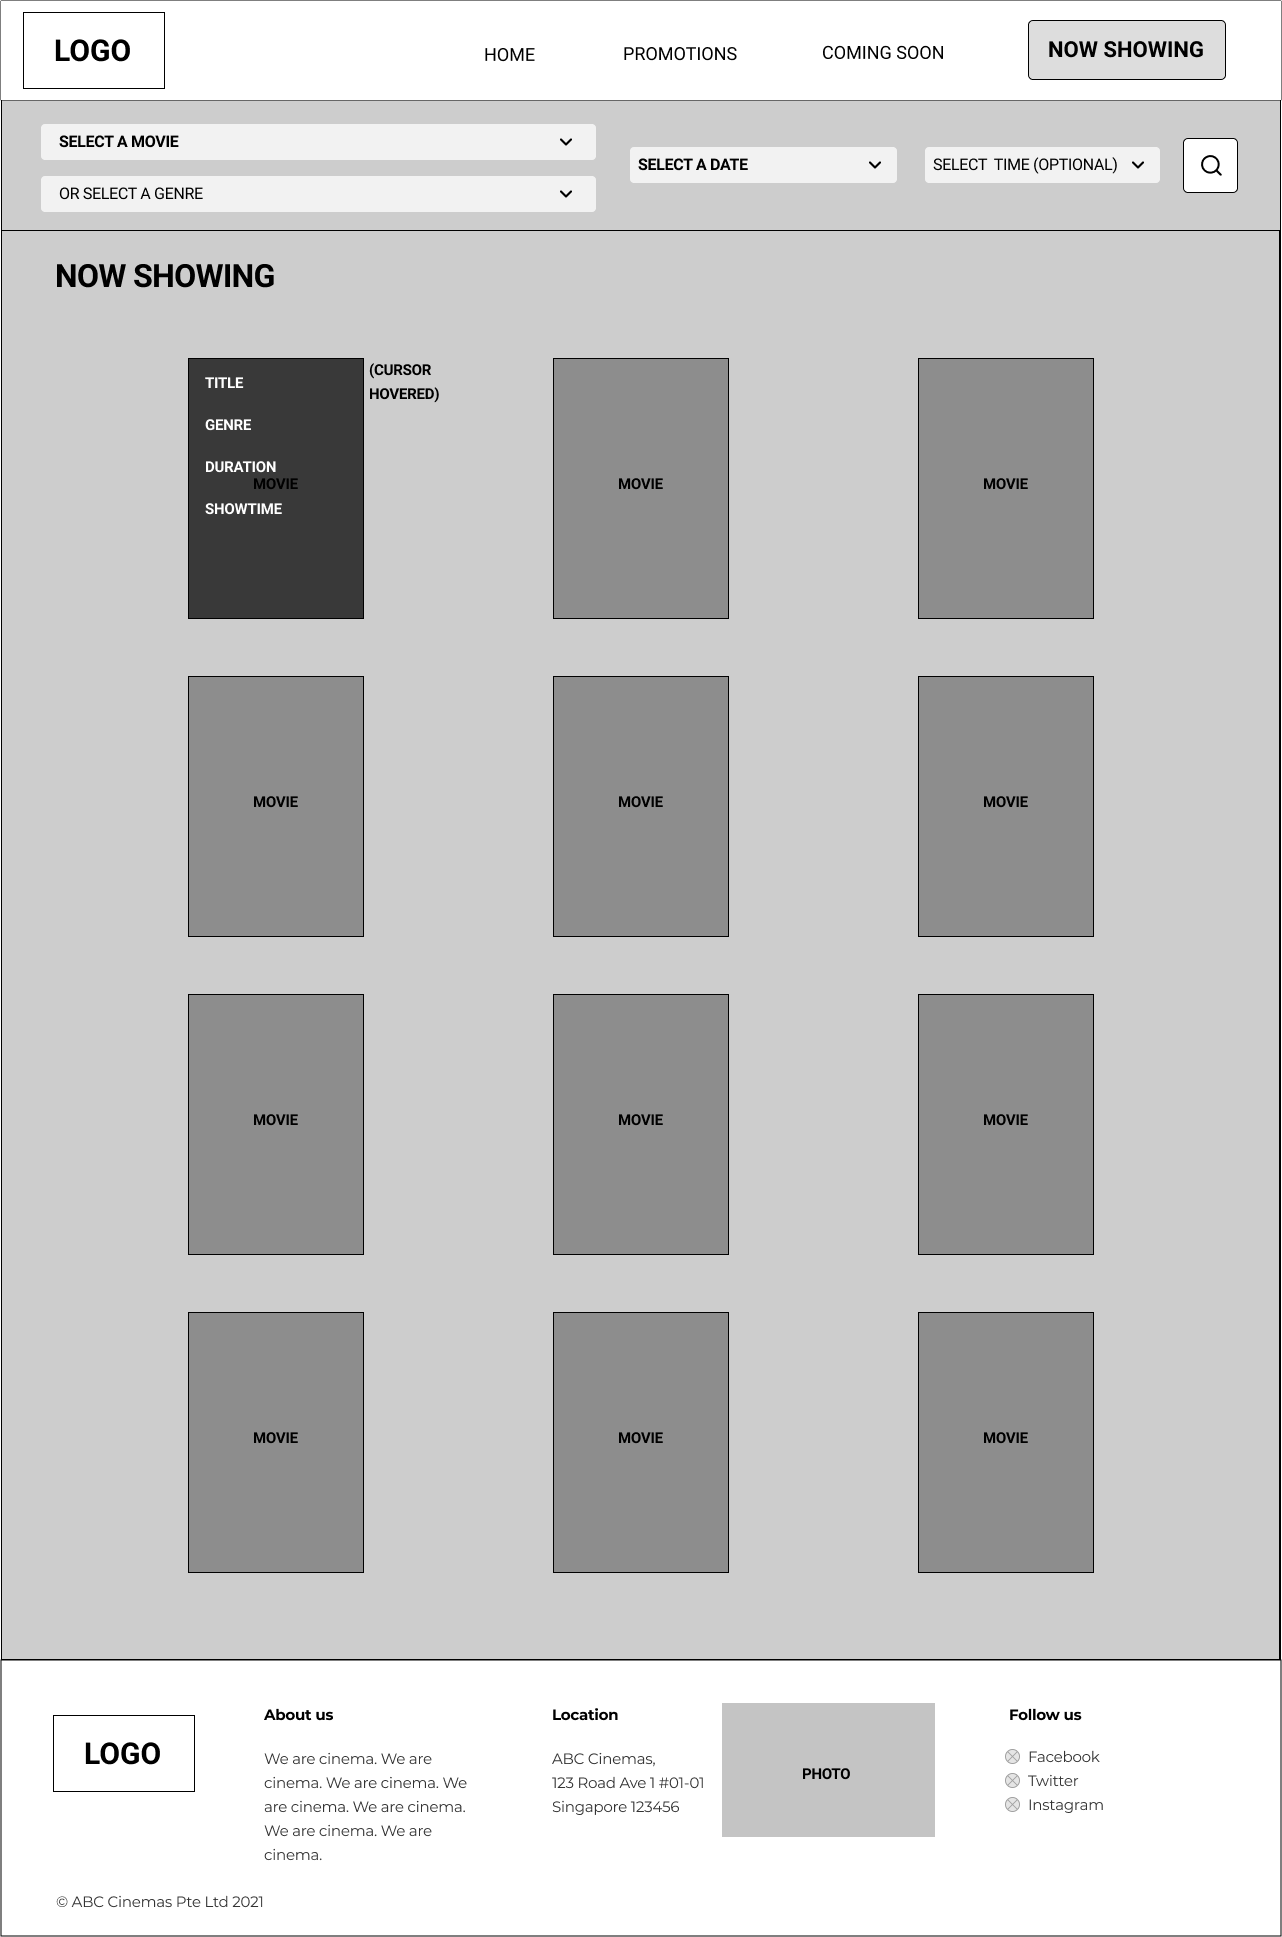 LOGO
HOME
PROMOTIONS
COMING SOON
NOW SHOWING
SELECT A MOVIE
OR SELECT A GENRE
SELECT A DATE
SELECT TIME (OPTIONAL)
NOW SHOWING
TITLE
GENRE
DURATION
MOVIE
SHOWTIME
(CURSOR
HOVERED)
MOVIE
MOVIE
MOVIE
MOVIE
MOVIE
MOVIE
MOVIE
MOVIE
MOVIE
MOVIE
MOVIE
LOGO
About us
We are cinema. We are
cinema. We are cinema. We
are cinema. We are cinema.
We are cinema. We are
cinema.
Location
ABC Cinemas,
123 Road Ave 1 #01-01
Singapore 123456
PHOTO
Follow us
Facebook
Twitter
Instagram
© ABC Cinemas Pte Ltd 2021